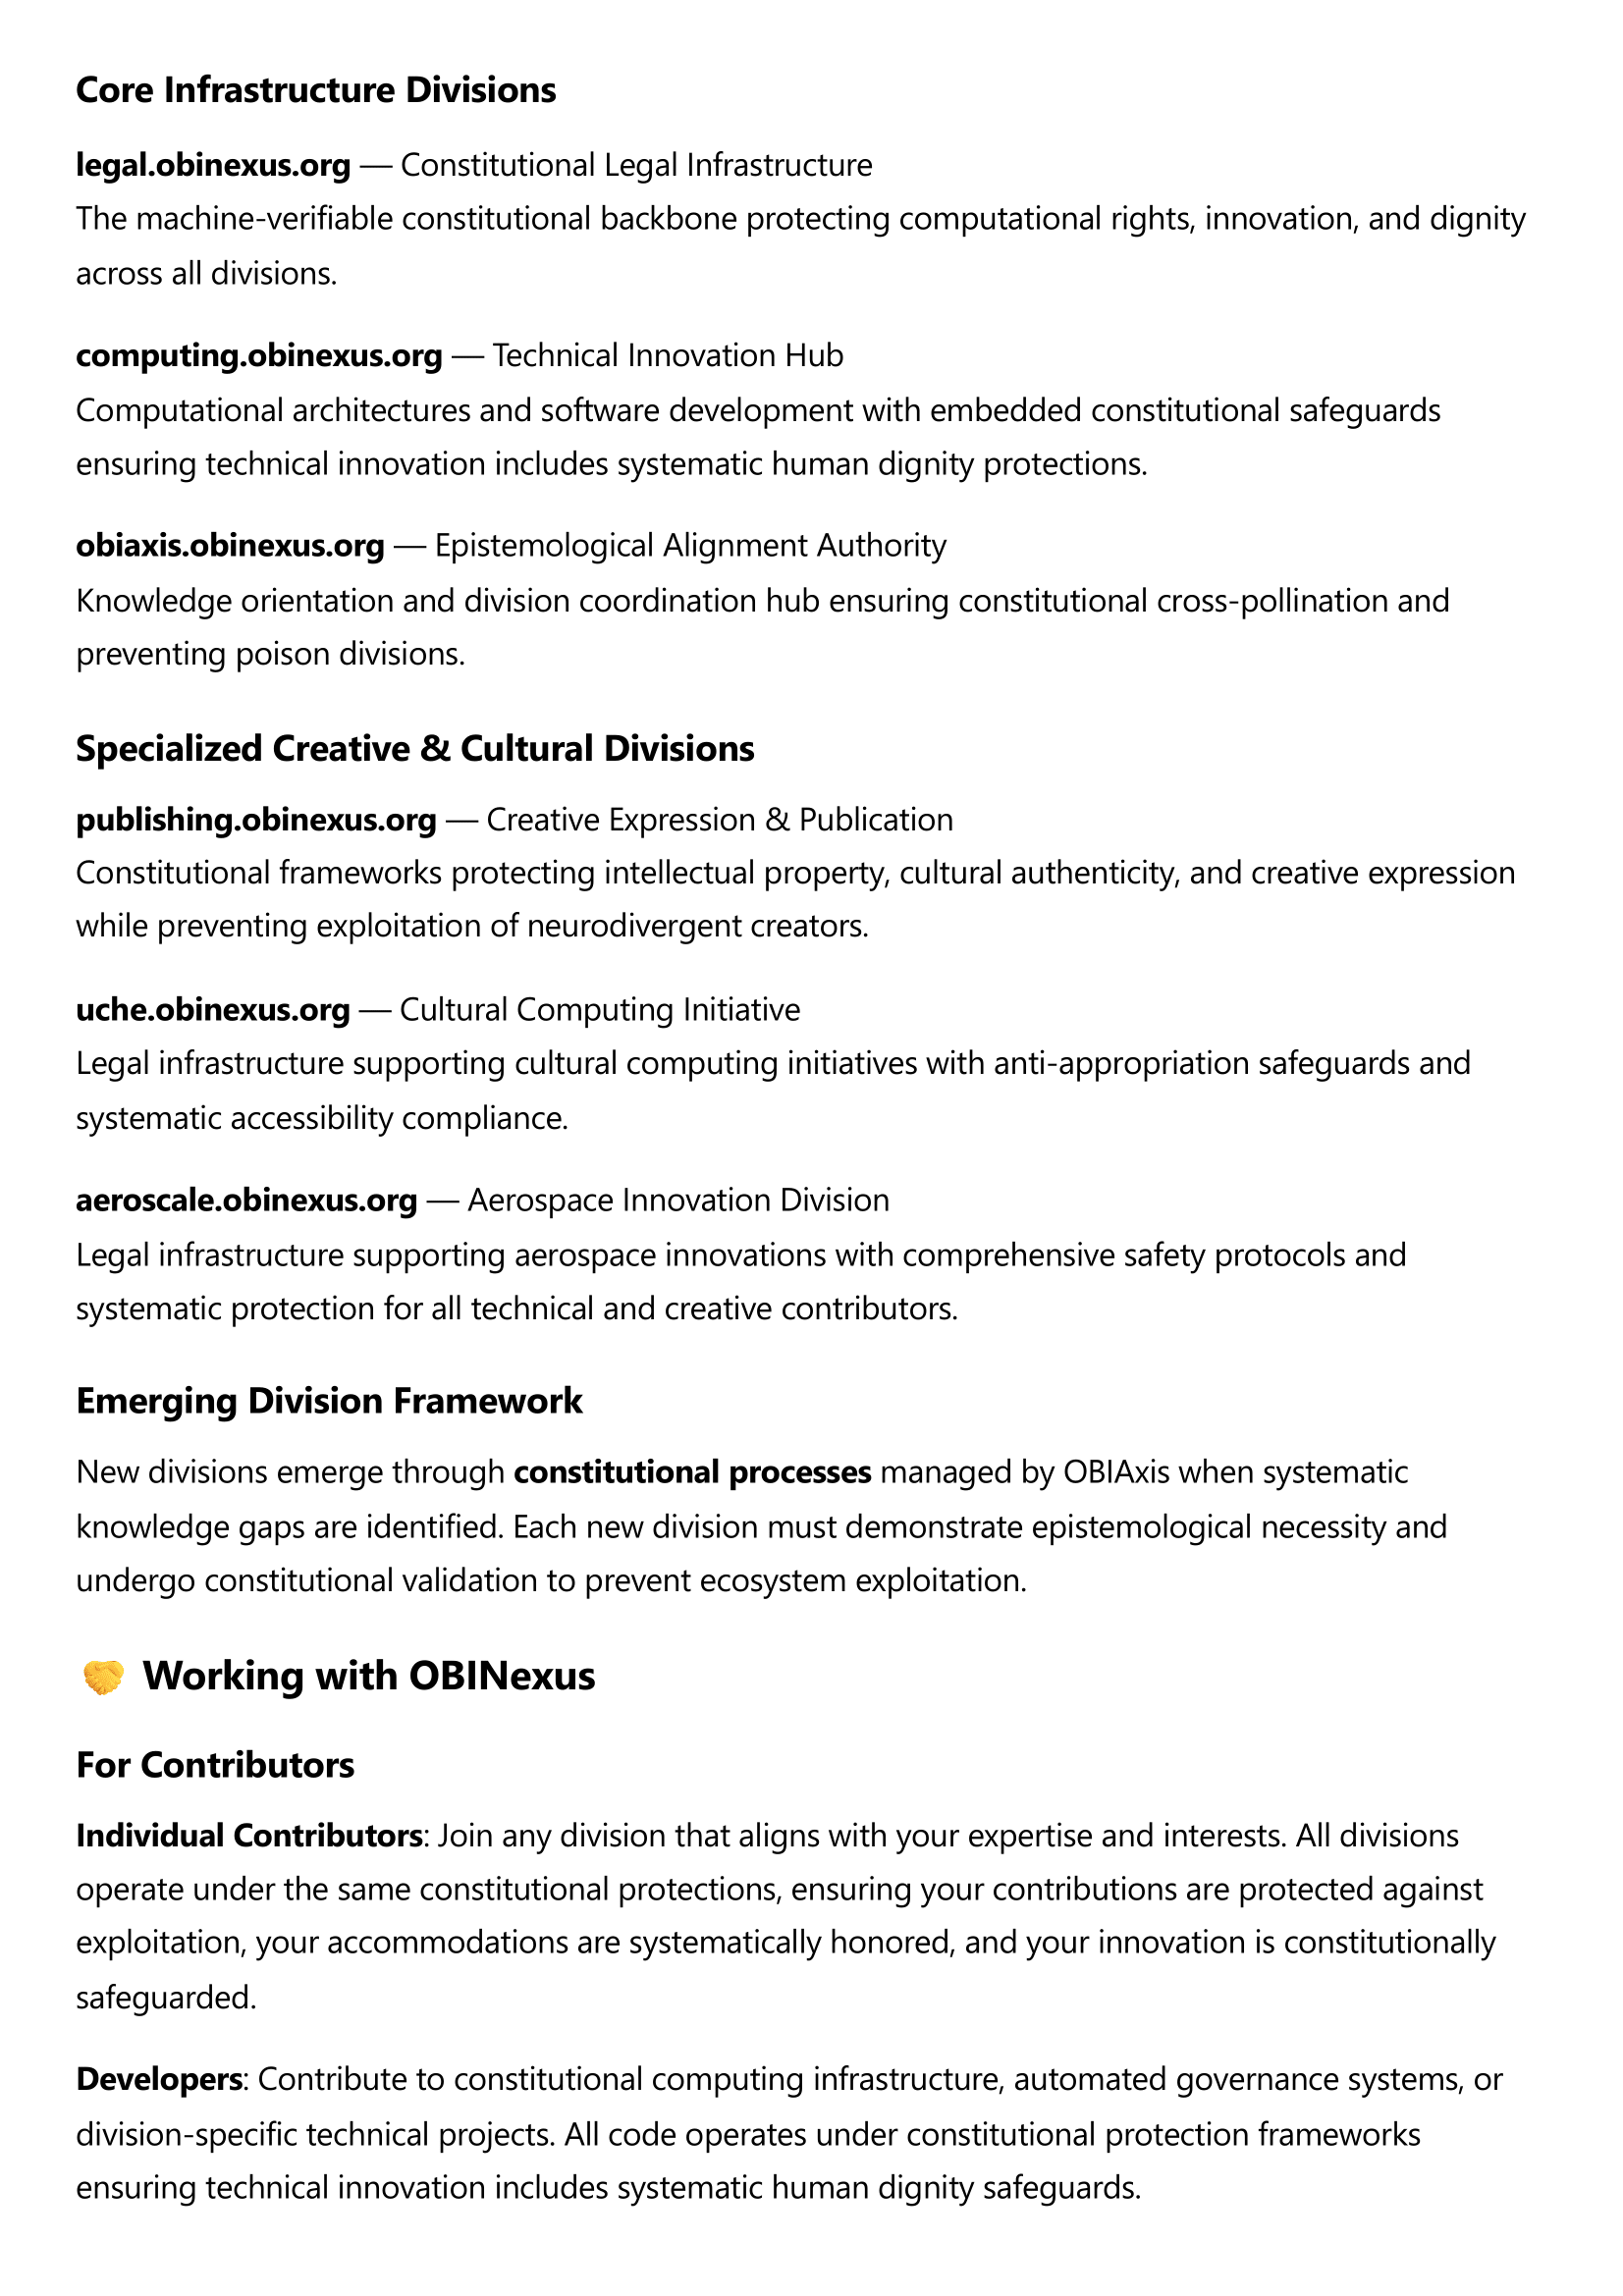 Core Infrastructure Divisions
legal.obinexus.org — Constitutional Legal Infrastructure
The machine-verifiable constitutional backbone protecting computational rights, innovation, and dignity
across all divisions.
computing.obinexus.org — Technical Innovation Hub
Computational architectures and software development with embedded constitutional safeguards
ensuring technical innovation includes systematic human dignity protections.
obiaxis.obinexus.org — Epistemological Alignment Authority
Knowledge orientation and division coordination hub ensuring constitutional cross-pollination and
preventing poison divisions.
Specialized Creative & Cultural Divisions
publishing.obinexus.org — Creative Expression & Publication
Constitutional frameworks protecting intellectual property, cultural authenticity, and creative expression
while preventing exploitation of neurodivergent creators.
uche.obinexus.org — Cultural Computing Initiative
Legal infrastructure supporting cultural computing initiatives with anti-appropriation safeguards and
systematic accessibility compliance.
aeroscale.obinexus.org — Aerospace Innovation Division
Legal infrastructure supporting aerospace innovations with comprehensive safety protocols and
systematic protection for all technical and creative contributors.
Emerging Division Framework
New divisions emerge through constitutional processes managed by OBIAxis when systematic
knowledge gaps are identified. Each new division must demonstrate epistemological necessity and
undergo constitutional validation to prevent ecosystem exploitation.
🤝 Working with OBINexus
For Contributors
Individual Contributors: Join any division that aligns with your expertise and interests. All divisions
operate under the same constitutional protections, ensuring your contributions are protected against
exploitation, your accommodations are systematically honored, and your innovation is constitutionally
safeguarded.
Developers: Contribute to constitutional computing infrastructure, automated governance systems, or
division-specific technical projects. All code operates under constitutional protection frameworks
ensuring technical innovation includes systematic human dignity safeguards.